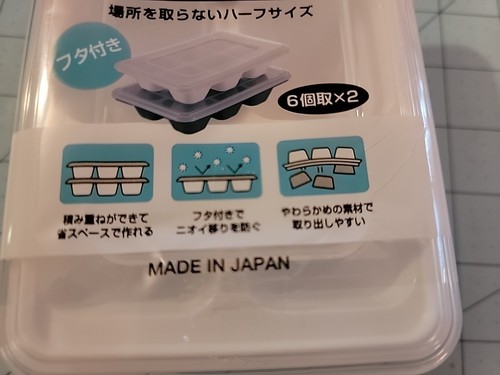 場所を取らないハーフサイズ
フタ付き
6個取×2
積み重ねができて
省スペースで作れる
フタ付きで
ニオイ移りを防ぐ
やわらかめの素材で
取り出しやすい
MADE IN JAPAN